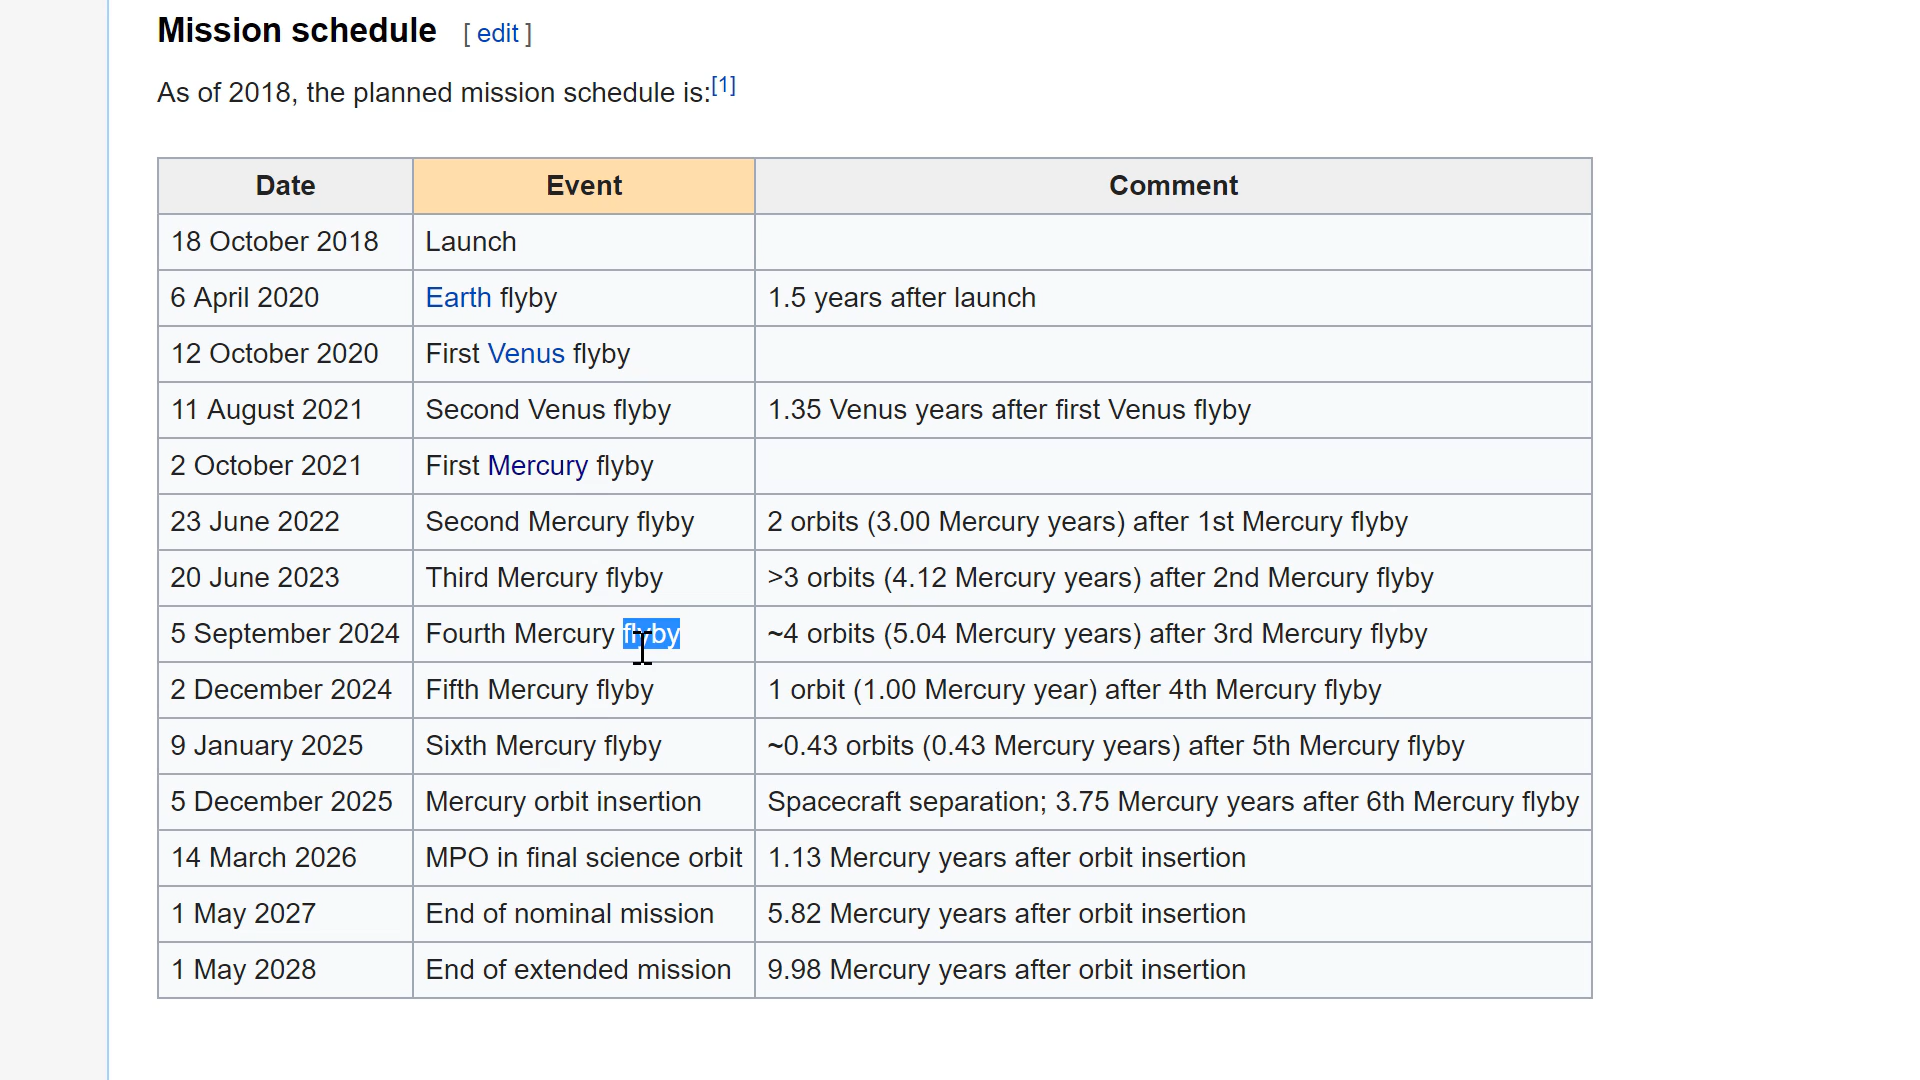 Mission schedule [ edit ]
As of 2018, the planned mission schedule is:[1]
Date Event Comment
18 October 2018 Launch
6 April 2020 Earth flyby 1.5 years after launch
12 October 2020 First Venus flyby
11 August 2021 Second Venus flyby 1.35 Venus years after first Venus flyby
2 October 2021 First Mercury flyby
23 June 2022 Second Mercury flyby 2 orbits (3.00 Mercury years) after 1st Mercury flyby
20 June 2023 Third Mercury flyby >3 orbits (4.12 Mercury years) after 2nd Mercury flyby
5 September 2024 Fourth Mercury flyby ~4 orbits (5.04 Mercury years) after 3rd Mercury flyby
2 December 2024 Fifth Mercury flyby 1 orbit (1.00 Mercury year) after 4th Mercury flyby
9 January 2025 Sixth Mercury flyby ~0.43 orbits (0.43 Mercury years) after 5th Mercury flyby
5 December 2025 Mercury orbit insertion Spacecraft separation; 3.75 Mercury years after 6th Mercury flyby
14 March 2026 MPO in final science orbit 1.13 Mercury years after orbit insertion
1 May 2027 End of nominal mission 5.82 Mercury years after orbit insertion
1 May 2028 End of extended mission 9.98 Mercury years after orbit insertion